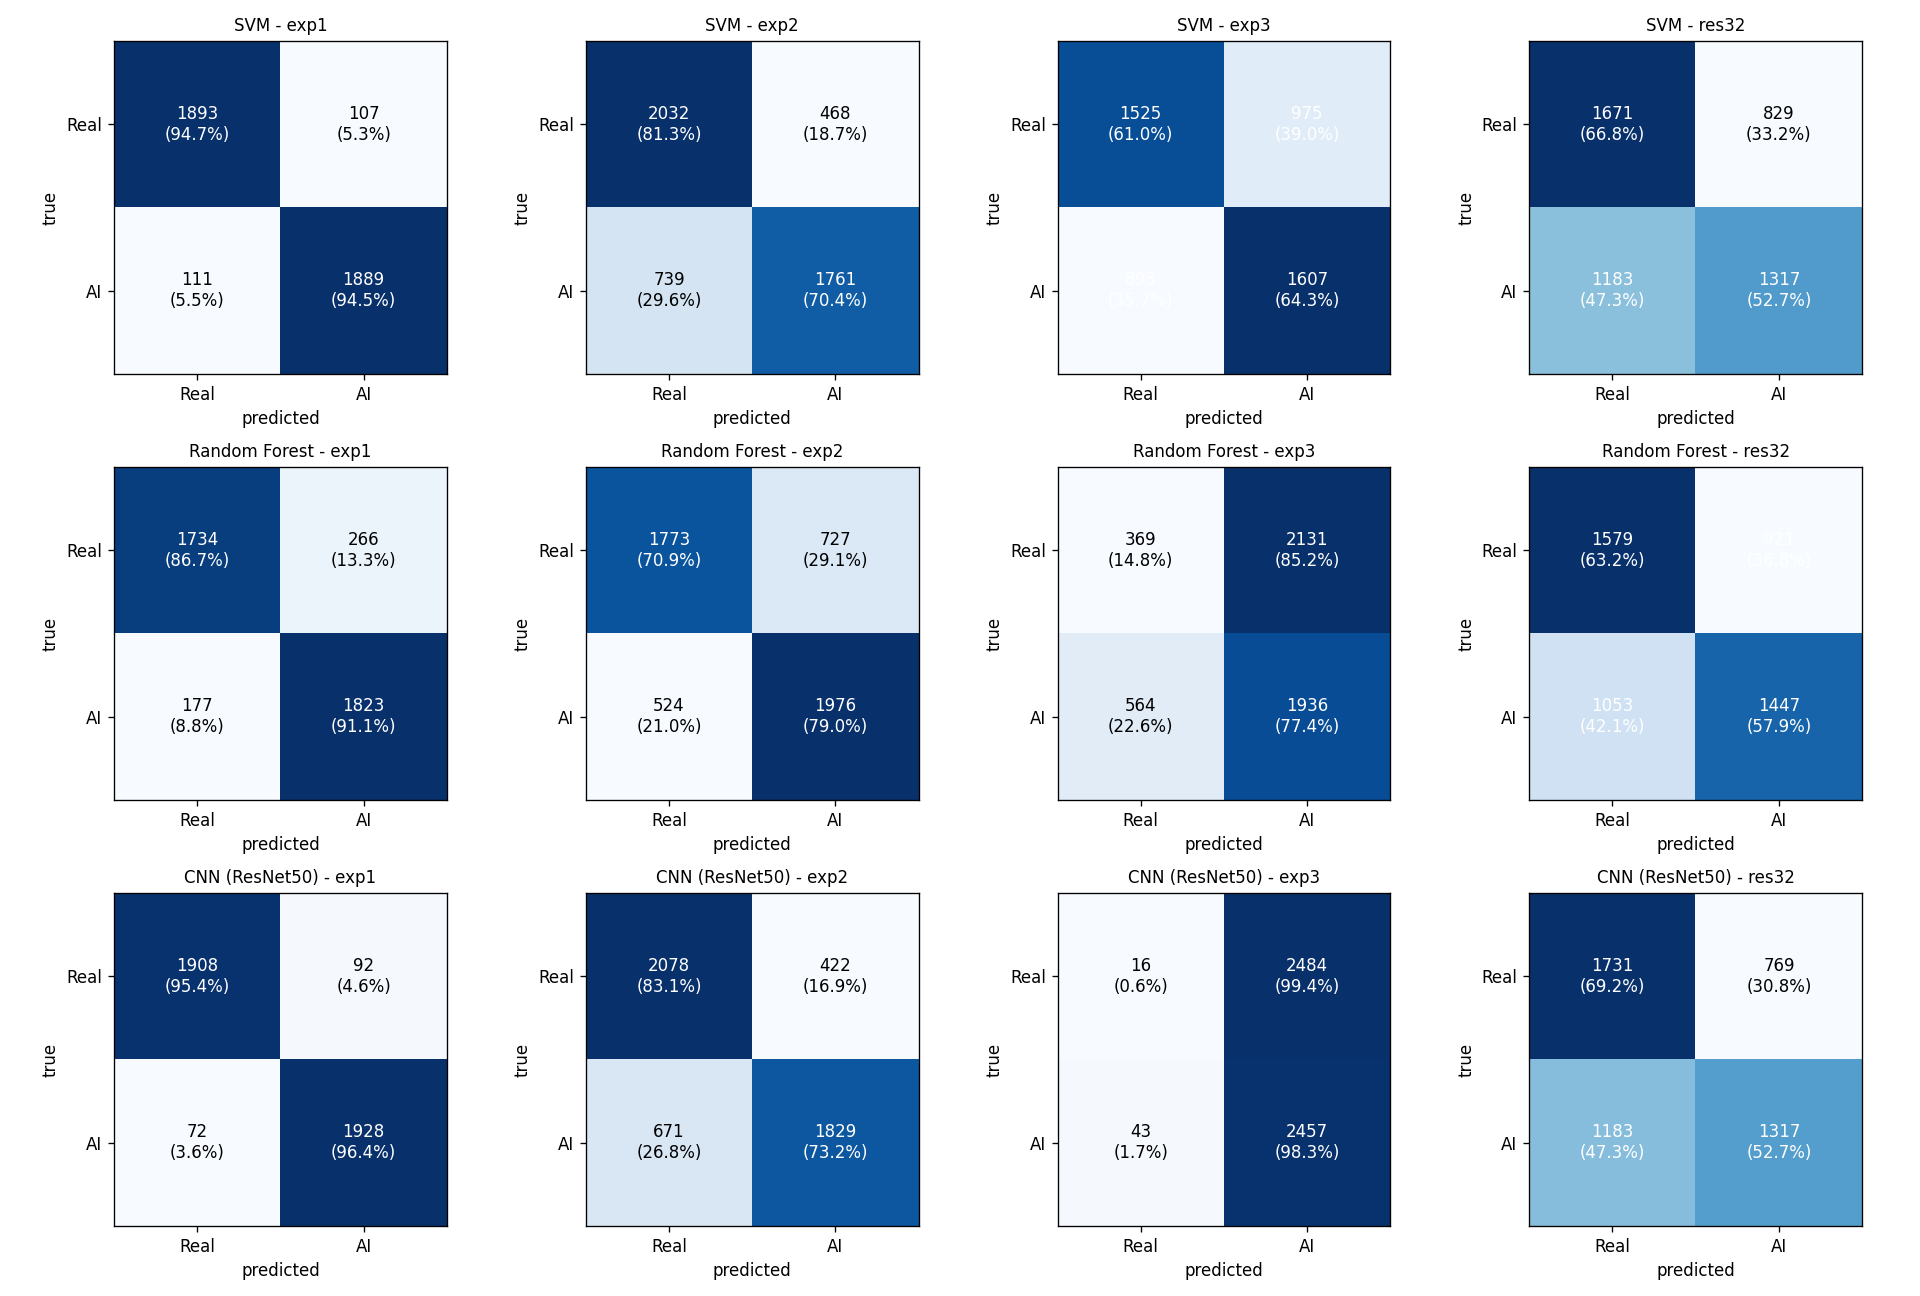 SVM - exp1
Real
1893
(94.7%)
107
(5.3%)
true
AI
111
(5.5%)
1889
(94.5%)
Real
AI
predicted
SVM - exp2
Real
2032
(81.3%)
468
(18.7%)
true
AI
739
(29.6%)
1761
(70.4%)
Real
AI
predicted
SVM - exp3
Real
1525
(61.0%)
975
(39.0%)
true
AI
893
(35.7%)
1607
(64.3%)
Real
AI
predicted
SVM - res32
Real
1671
(66.8%)
829
(33.2%)
true
AI
1183
(47.3%)
1317
(52.7%)
Real
AI
predicted
Random Forest - exp1
Real
1734
(86.7%)
266
(13.3%)
true
AI
177
(8.8%)
1823
(91.1%)
Real
AI
predicted
Random Forest - exp2
Real
1773
(70.9%)
727
(29.1%)
true
AI
524
(21.0%)
1976
(79.0%)
Real
AI
predicted
Random Forest - exp3
Real
369
(14.8%)
2131
(85.2%)
true
AI
564
(22.6%)
1936
(77.4%)
Real
AI
predicted
Random Forest - res32
Real
1579
(63.2%)
921
(36.8%)
true
AI
1053
(42.1%)
1447
(57.9%)
Real
AI
predicted
CNN (ResNet50) - exp1
Real
1908
(95.4%)
92
(4.6%)
true
AI
72
(3.6%)
1928
(96.4%)
Real
AI
predicted
CNN (ResNet50) - exp2
Real
2078
(83.1%)
422
(16.9%)
true
AI
671
(26.8%)
1829
(73.2%)
Real
AI
predicted
CNN (ResNet50) - exp3
Real
16
(0.6%)
2484
(99.4%)
true
AI
43
(1.7%)
2457
(98.3%)
Real
AI
predicted
CNN (ResNet50) - res32
Real
1731
(69.2%)
769
(30.8%)
true
AI
1183
(47.3%)
1317
(52.7%)
Real
AI
predicted